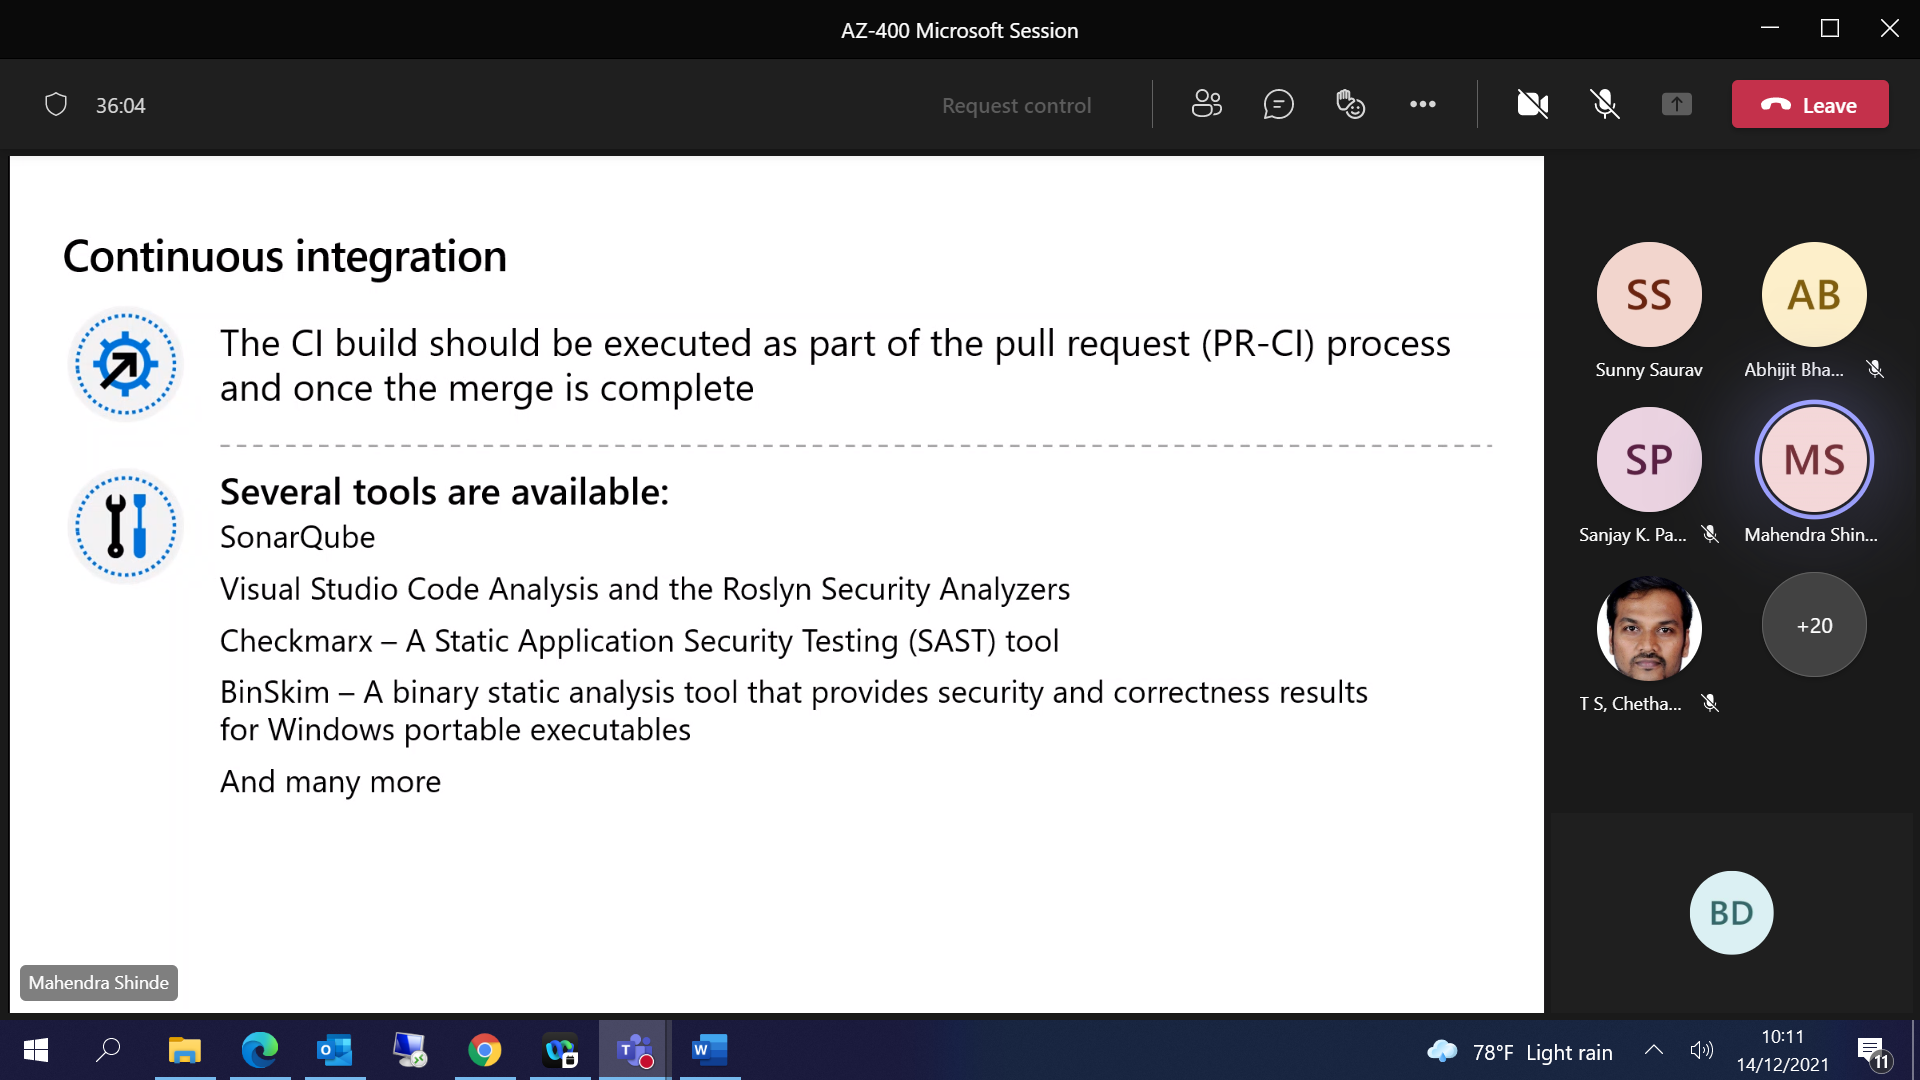 AZ-400 Microsoft Session
36:04
Request control
Leave
Continuous integration
The CI build should be executed as part of the pull request (PR-CI) process
and once the merge is complete
Several tools are available:
SonarQube
Visual Studio Code Analysis and the Roslyn Security Analyzers
Checkmarx – A Static Application Security Testing (SAST) tool
BinSkim – A binary static analysis tool that provides security and correctness results
for Windows portable executables
And many more
Mahendra Shinde
SS
AB
Sunny Saurav
Abhijit Bha...
SP
MS
Sanjay K. Pa...
Mahendra Shin...
+20
T S, Chetha...
BD
78°F Light rain
10:11
14/12/2021
11